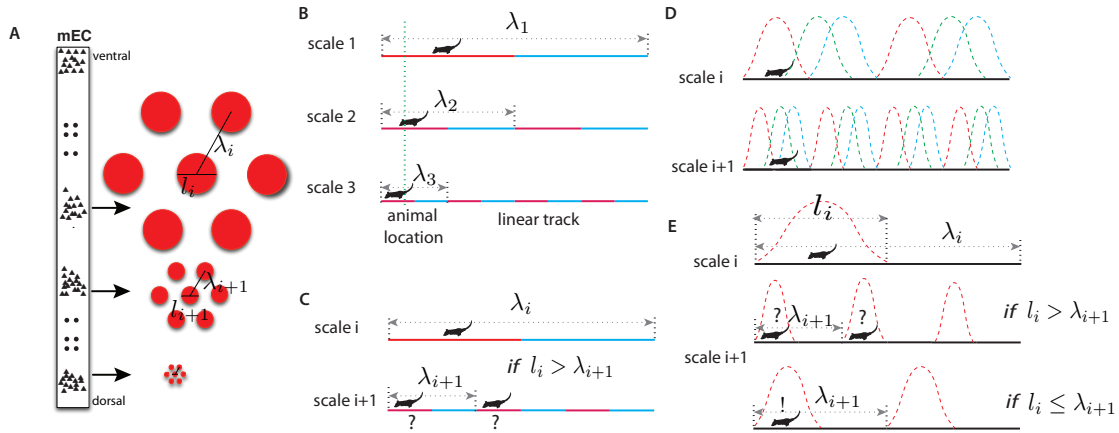 A
mEC
ventral
λᵢ
lᵢ
λᵢ₊₁
lᵢ₊₁
dorsal
B
λ₁
scale 1
λ₂
scale 2
λ₃
scale 3
animal
location
linear track
C
λᵢ
scale i
if lᵢ > λᵢ₊₁
λᵢ₊₁
scale i+1
? ?
D
scale i
scale i+1
E
lᵢ
λᵢ
scale i
? λᵢ₊₁ ?
if lᵢ > λᵢ₊₁
scale i+1
! λᵢ₊₁
if lᵢ ≤ λᵢ₊₁